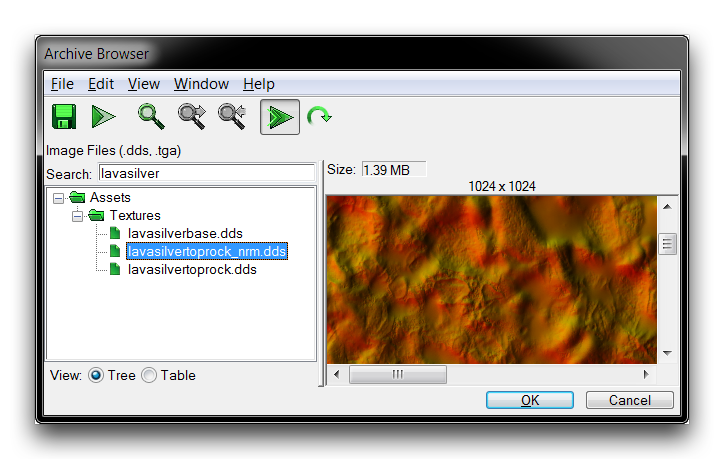 Archive Browser
File Edit View Window Help
Image Files (.dds, .tga)
Search: lavasilver
Size: 1.39 MB
1024 x 1024
Assets
Textures
lavasilverbase.dds
lavasilvertoprock_nrm.dds
lavasilvertoprock.dds
View: Tree Table
OK Cancel